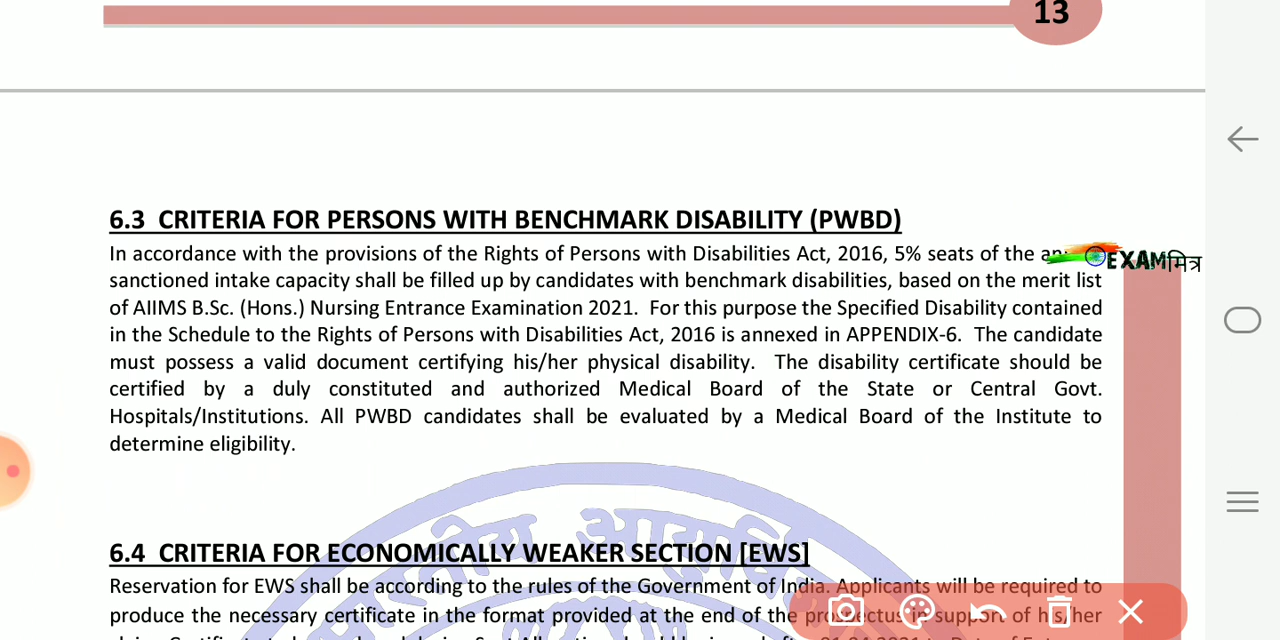 13
6.3 CRITERIA FOR PERSONS WITH BENCHMARK DISABILITY (PWBD)
In accordance with the provisions of the Rights of Persons with Disabilities Act, 2016, 5% seats of the
EXAMमित्र
sanctioned intake capacity shall be filled up by candidates with benchmark disabilities, based on the merit list
of AIIMS B.Sc. (Hons.) Nursing Entrance Examination 2021. For this purpose the Specified Disability contained
in the Schedule to the Rights of Persons with Disabilities Act, 2016 is annexed in APPENDIX-6. The candidate
must possess a valid document certifying his/her physical disability. The disability certificate should be
certified by a duly constituted and authorized Medical Board of the State or Central Govt.
Hospitals/Institutions. All PWBD candidates shall be evaluated by a Medical Board of the Institute to
determine eligibility.
6.4 CRITERIA FOR ECONOMICALLY WEAKER SECTION [EWS]
Reservation for EWS shall be according to the rules of the Government of India. Applicants will be required to
produce the necessary certificate in the format provided at the end of the prospectus in support of his/her